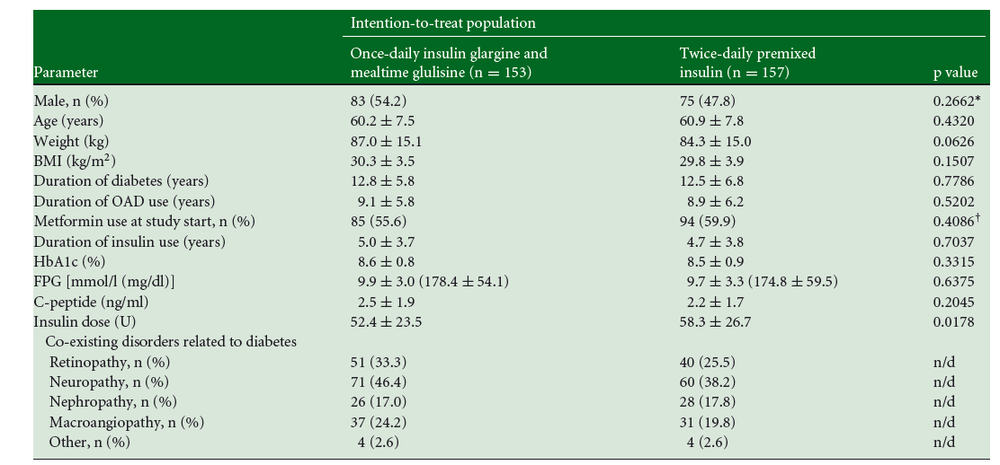 Intention-to-treat population
Once-daily insulin glargine and Twice-daily premixed
Parameter mealtime glulisine (n = 153) insulin (n = 157) p value
Male, n (%) 83 (54.2) 75 (47.8) 0.2662*
Age (years) 60.2 ± 7.5 60.9 ± 7.8 0.4320
Weight (kg) 87.0 ± 15.1 84.3 ± 15.0 0.0626
BMI (kg/m²) 30.3 ± 3.5 29.8 ± 3.9 0.1507
Duration of diabetes (years) 12.8 ± 5.8 12.5 ± 6.8 0.7786
Duration of OAD use (years) 9.1 ± 5.8 8.9 ± 6.2 0.5202
Metformin use at study start, n (%) 85 (55.6) 94 (59.9) 0.4086†
Duration of insulin use (years) 5.0 ± 3.7 4.7 ± 3.8 0.7037
HbA1c (%) 8.6 ± 0.8 8.5 ± 0.9 0.3315
FPG [mmol/l (mg/dl)] 9.9 ± 3.0 (178.4 ± 54.1) 9.7 ± 3.3 (174.8 ± 59.5) 0.6375
C-peptide (ng/ml) 2.5 ± 1.9 2.2 ± 1.7 0.2045
Insulin dose (U) 52.4 ± 23.5 58.3 ± 26.7 0.0178
Co-existing disorders related to diabetes
Retinopathy, n (%) 51 (33.3) 40 (25.5) n/d
Neuropathy, n (%) 71 (46.4) 60 (38.2) n/d
Nephropathy, n (%) 26 (17.0) 28 (17.8) n/d
Macroangiopathy, n (%) 37 (24.2) 31 (19.8) n/d
Other, n (%) 4 (2.6) 4 (2.6) n/d